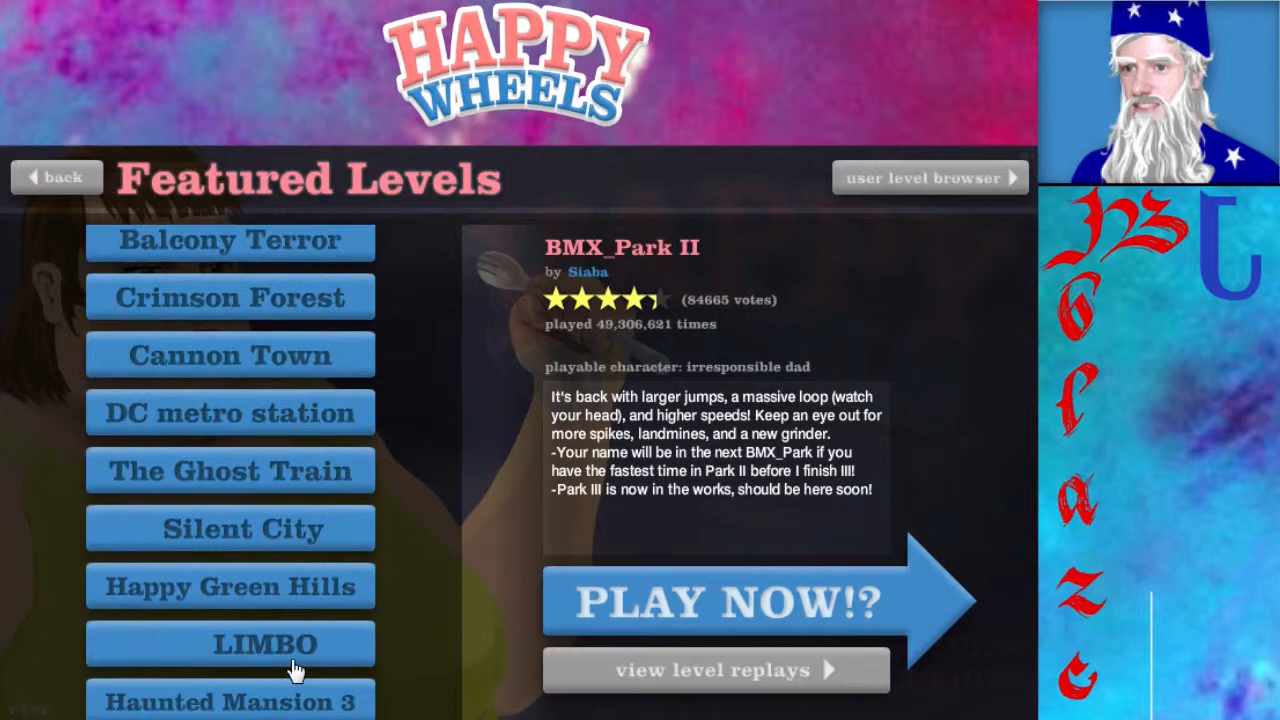 HAPPY
WHEELS
back
Featured Levels
user level browser
Balcony Terror
Crimson Forest
Cannon Town
DC metro station
The Ghost Train
Silent City
Happy Green Hills
LIMBO
Haunted Mansion 3
BMX_Park II
by Siaba
(84665 votes)
played 49,306,621 times
playable character: irresponsible dad
It's back with larger jumps, a massive loop (watch
your head), and higher speeds! Keep an eye out for
more spikes, landmines, and a new grinder.
-Your name will be in the next BMX_Park if you
have the fastest time in Park II before I finish III!
-Park III is now in the works, should be here soon!
PLAY NOW!?
view level replays